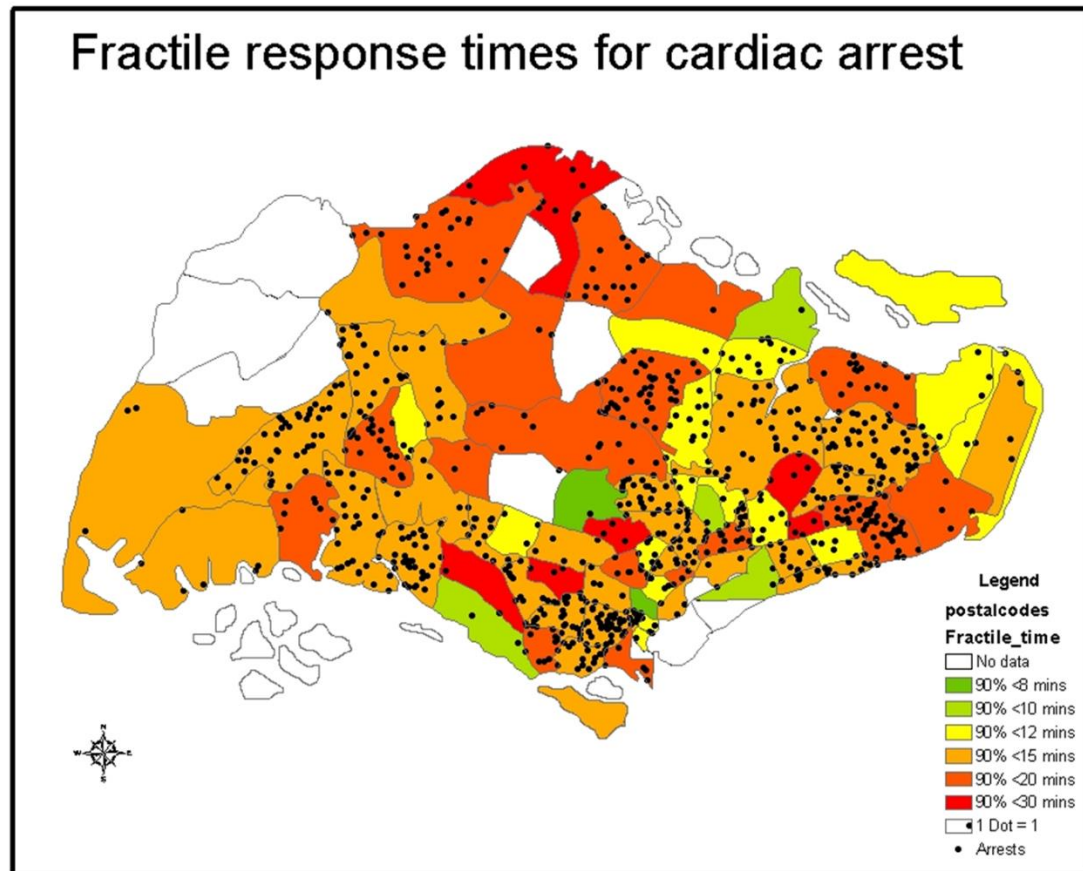 Fractile response times for cardiac arrest
N
W E
S
Legend
postalcodes
Fractile_time
No data
90% <8 mins
90% <10 mins
90% <12 mins
90% <15 mins
90% <20 mins
90% <30 mins
1 Dot = 1
Arrests